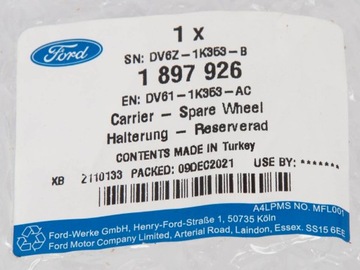 1 x
Ford
SN: DV6Z-1K353-B
1 897 926
EN: DV61-1K353-AC
Carrier - Spare Wheel
Halterung - Reserverad
CONTENTS MADE IN Turkey
XB 2110133 PACKED: 09DEC2021 USE BY: *******
A4LPMS NO. MFL001
Ford-Werke GmbH, Henry-Ford-Straße 1, 50735 Köln
Ford Motor Company Limited, Arterial Road, Laindon, Essex. SS15 6EE